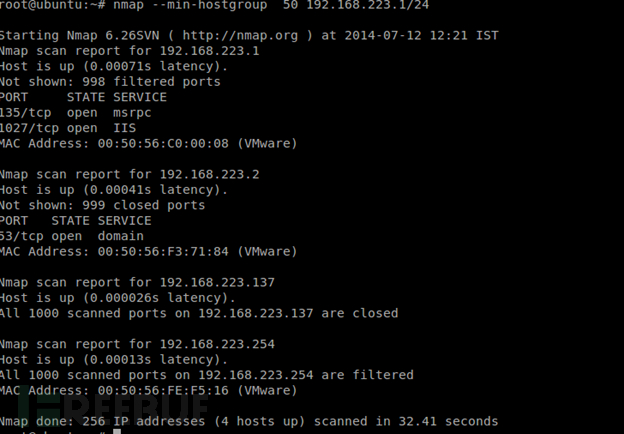 root@ubuntu:~# nmap --min-hostgroup  50 192.168.223.1/24
Starting Nmap 6.26SVN ( http://nmap.org ) at 2014-07-12 12:21 IST
Nmap scan report for 192.168.223.1
Host is up (0.00071s latency).
Not shown: 998 filtered ports
PORT     STATE SERVICE
135/tcp  open  msrpc
1027/tcp open  IIS
MAC Address: 00:50:56:C0:00:08 (VMware)
Nmap scan report for 192.168.223.2
Host is up (0.00041s latency).
Not shown: 999 closed ports
PORT   STATE SERVICE
53/tcp open  domain
MAC Address: 00:50:56:F3:71:84 (VMware)
Nmap scan report for 192.168.223.137
Host is up (0.000026s latency).
All 1000 scanned ports on 192.168.223.137 are closed
Nmap scan report for 192.168.223.254
Host is up (0.00013s latency).
All 1000 scanned ports on 192.168.223.254 are filtered
MAC Address: 00:50:56:FE:F5:16 (VMware)
FREEBUF
Nmap done: 256 IP addresses (4 hosts up) scanned in 32.41 seconds